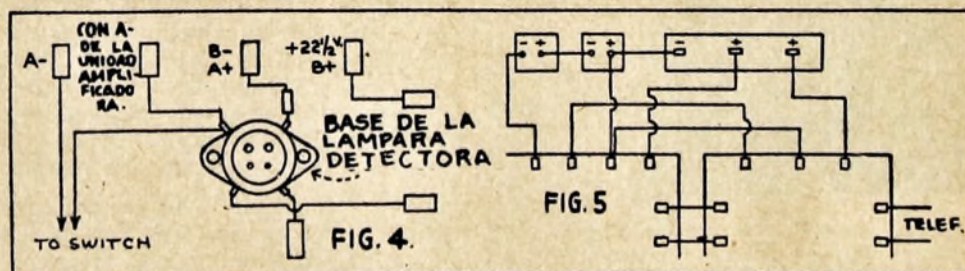 A-
CON A-
DE LA
UNIDAD
AMPLI-
FICADO
RA.
B-
A+
+22½ V.
B+
BASE DE LA
LAMPARA
DETECTORA
TO SWITCH
FIG. 4.
- +
- +
- + +
FIG. 5
TELEF.